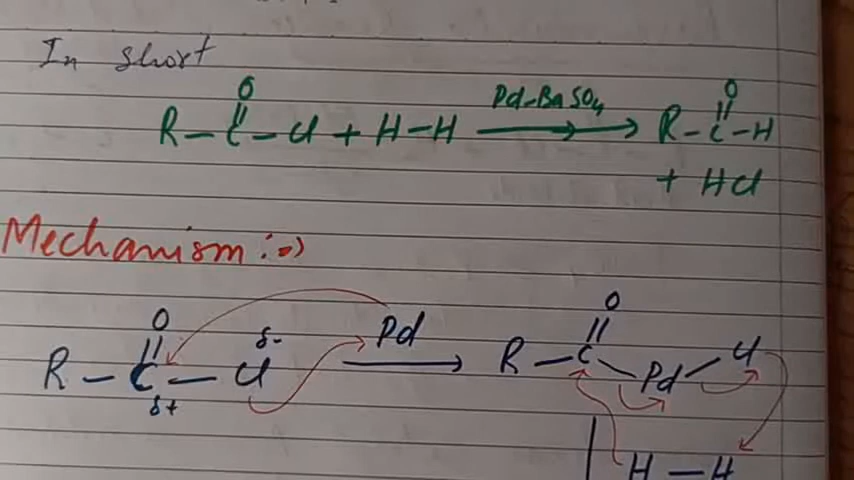 In short
O O
Pd-BaSO4
R-C-Cl + H-H → R-C-H
+ HCl
Mechanism :->
O O
R-C-Cl δ- Pd → R-C-Pd-Cl
δ+
H-H